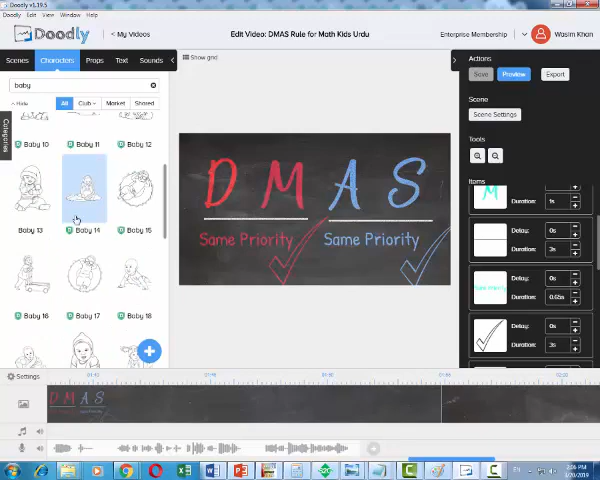 Doodly v1.19.5
Doodly Edit View Window Help
Doodly
< My Videos
Edit Video: DMAS Rule for Math Kids Urdu
Enterprise Membership
Wasim Khan
Scenes Characters Props Text Sounds
Show grid
Actions
baby
Save Preview Export
Hide
All Club Market Shared
Scene
Categories
Scene Settings
Baby 10 Baby 11 Baby 12
Tools
Items
D M A S
Duration: 1s
Baby 13 Baby 14 Baby 15
Delay: 0s
Same Priority Same Priority
Duration: 3s
Delay: 0s
Same Priority
Duration: 0.65s
Baby 16 Baby 17 Baby 18
Delay: 0s
Duration: 3s
Settings
DMAS
EN
2:06 PM
3/20/2019